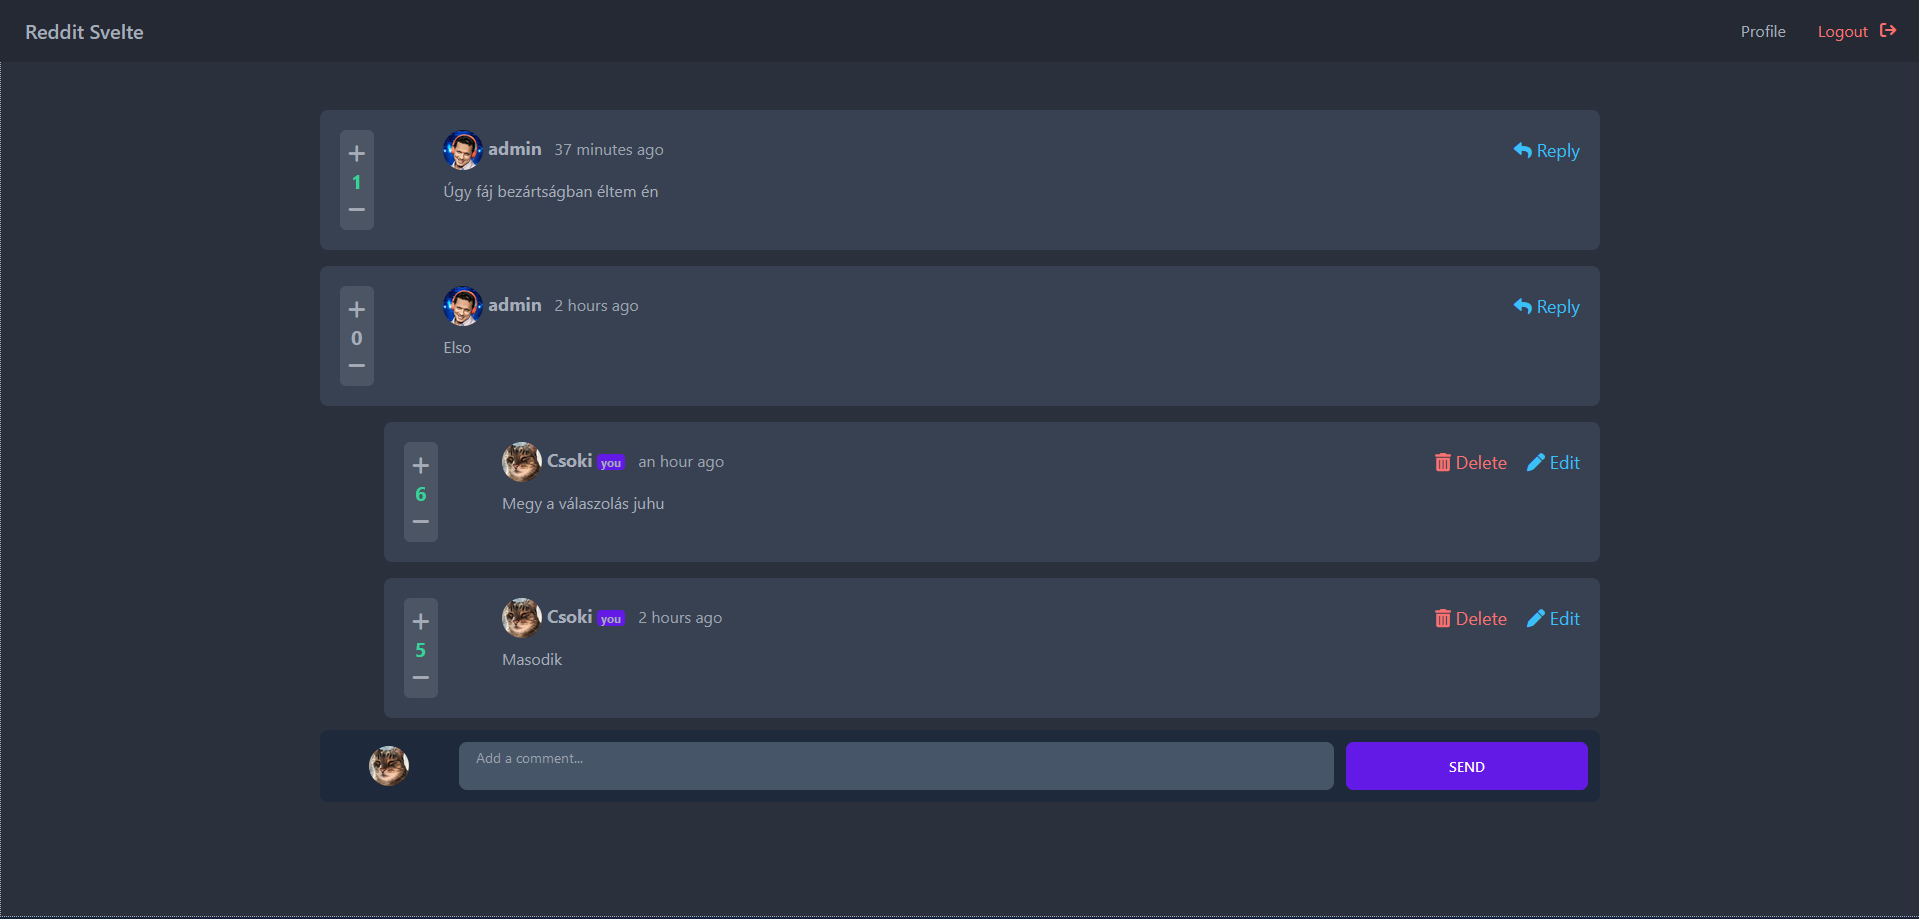 Reddit Svelte
Profile
Logout
admin 37 minutes ago
Reply
1
Úgy fáj bezártságban éltem én
admin 2 hours ago
Reply
0
Elso
Csoki you an hour ago
Delete
Edit
6
Megy a válaszolás juhu
Csoki you 2 hours ago
Delete
Edit
5
Masodik
Add a comment...
SEND